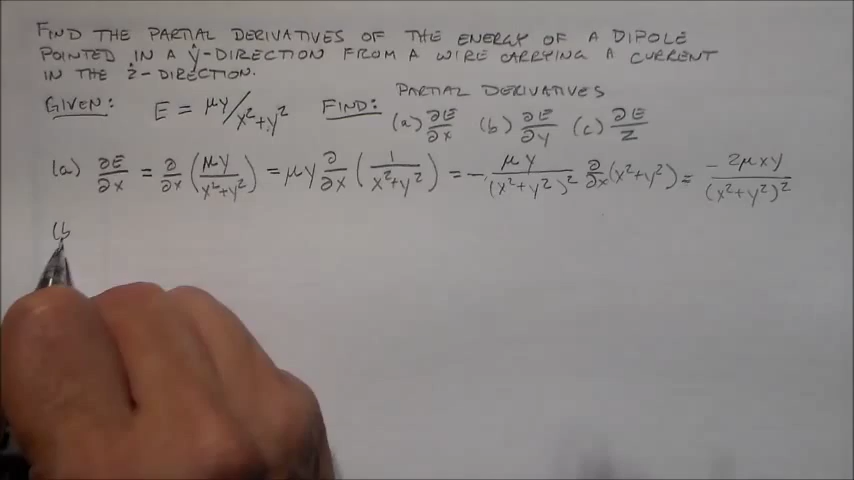 FIND THE PARTIAL DERIVATIVES OF THE ENERGY OF A DIPOLE
POINTED IN A ŷ-DIRECTION FROM A WIRE CARRYING A CURRENT
IN THE ẑ-DIRECTION.
GIVEN: E = μy/x²+y² FIND: PARTIAL DERIVATIVES
(a) ∂E/∂x (b) ∂E/∂y (c) ∂E/z
(a) ∂E/∂x = ∂/∂x (μy/x²+y²) = μy ∂/∂x (1/x²+y²) = - μy/(x²+y²)² ∂/∂x (x²+y²) = -2μxy/(x²+y²)²
(b